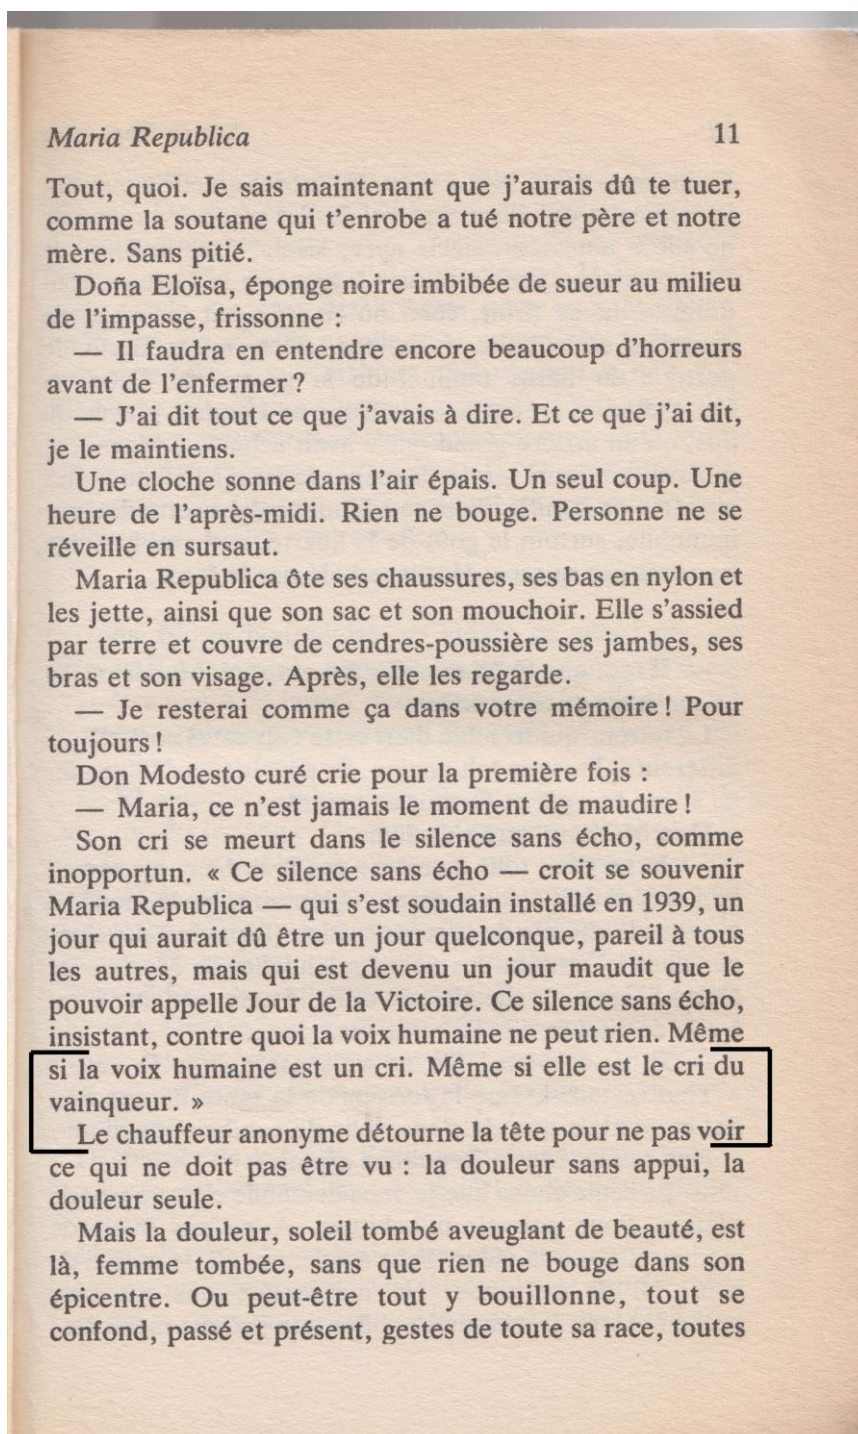 Maria Republica 11
Tout, quoi. Je sais maintenant que j'aurais dû te tuer,
comme la soutane qui t'enrobe a tué notre père et notre
mère. Sans pitié.
Doña Eloïsa, éponge noire imbibée de sueur au milieu
de l'impasse, frissonne :
— Il faudra en entendre encore beaucoup d'horreurs
avant de l'enfermer ?
— J'ai dit tout ce que j'avais à dire. Et ce que j'ai dit,
je le maintiens.
Une cloche sonne dans l'air épais. Un seul coup. Une
heure de l'après-midi. Rien ne bouge. Personne ne se
réveille en sursaut.
Maria Republica ôte ses chaussures, ses bas en nylon et
les jette, ainsi que son sac et son mouchoir. Elle s'assied
par terre et couvre de cendres-poussière ses jambes, ses
bras et son visage. Après, elle les regarde.
— Je resterai comme ça dans votre mémoire ! Pour
toujours !
Don Modesto curé crie pour la première fois :
— Maria, ce n'est jamais le moment de maudire !
Son cri se meurt dans le silence sans écho, comme
inopportun. « Ce silence sans écho — croit se souvenir
Maria Republica — qui s'est soudain installé en 1939, un
jour qui aurait dû être un jour quelconque, pareil à tous
les autres, mais qui est devenu un jour maudit que le
pouvoir appelle Jour de la Victoire. Ce silence sans écho,
insistant, contre quoi la voix humaine ne peut rien. Même
si la voix humaine est un cri. Même si elle est le cri du
vainqueur. »
Le chauffeur anonyme détourne la tête pour ne pas voir
ce qui ne doit pas être vu : la douleur sans appui, la
douleur seule.
Mais la douleur, soleil tombé aveuglant de beauté, est
là, femme tombée, sans que rien ne bouge dans son
épicentre. Ou peut-être tout y bouillonne, tout se
confond, passé et présent, gestes de toute sa race, toutes